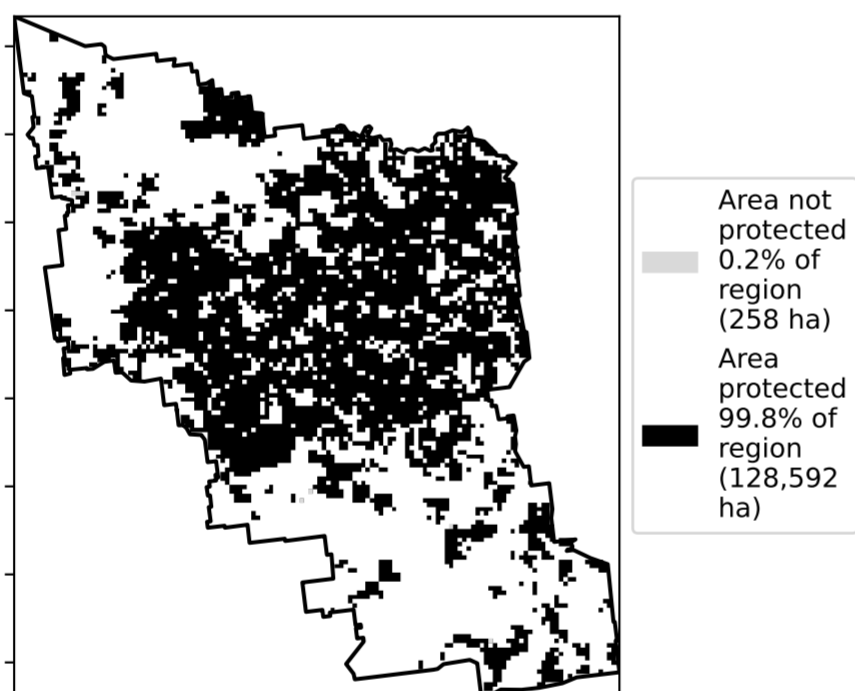 Area not
protected
0.2% of
region
(258 ha)
Area
protected
99.8% of
region
(128,592
ha)